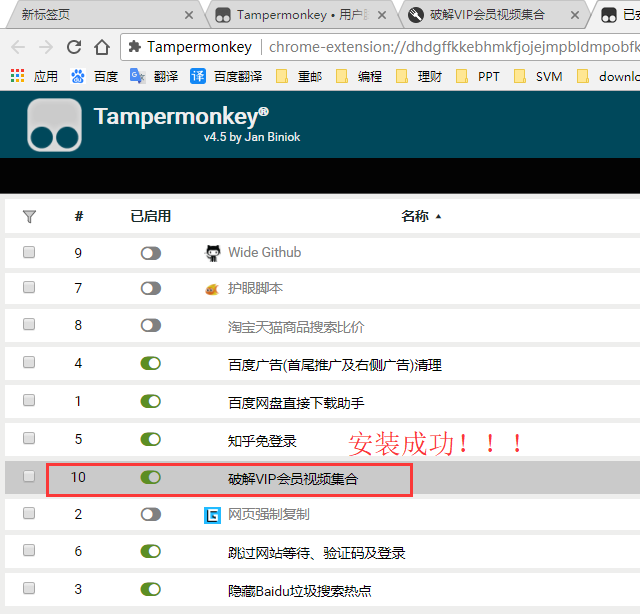 新标签页 Tampermonkey • 用户 破解VIP会员视频集合
Tampermonkey chrome-extension://dhdgffkkebhmkfjojejmpbldmpobfk
应用 百度 翻译 百度翻译 重邮 编程 理财 PPT SVM downlo
Tampermonkey®
v4.5 by Jan Biniok
# 已启用 名称 ▲
9 Wide Github
7 护眼脚本
8 淘宝天猫商品搜索比价
4 百度广告(首尾推广及右侧广告)清理
1 百度网盘直接下载助手
5 知乎免登录
安装成功！！！
10 破解VIP会员视频集合
2 网页强制复制
6 跳过网站等待、验证码及登录
3 隐藏Baidu垃圾搜索热点